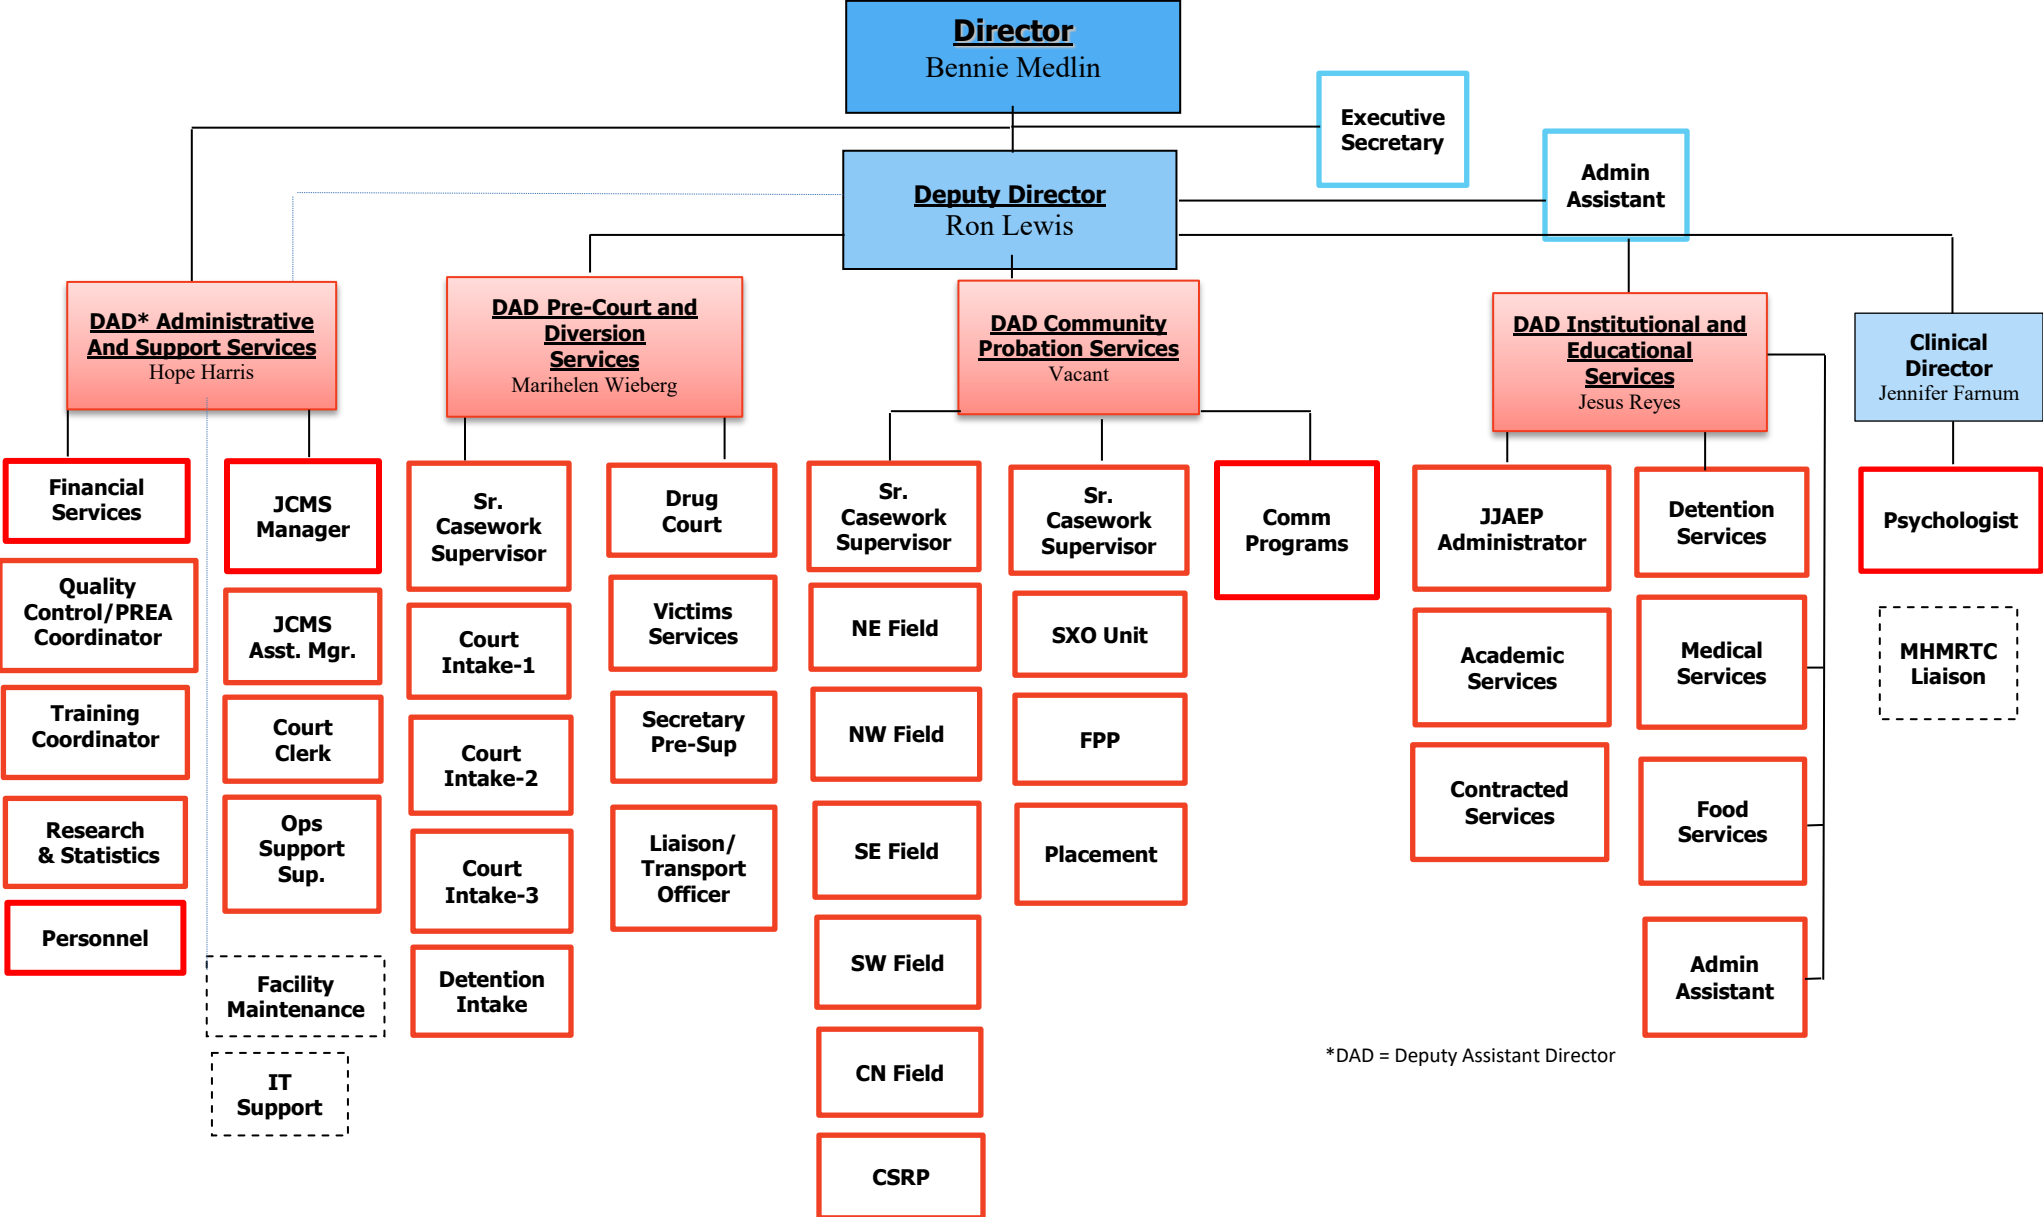 Director
Bennie Medlin
Executive
Secretary
Admin
Assistant
Deputy Director
Ron Lewis
DAD* Administrative
And Support Services
Hope Harris
DAD Pre-Court and
Diversion
Services
Marihelen Wieberg
DAD Community
Probation Services
Vacant
DAD Institutional and
Educational
Services
Jesus Reyes
Clinical
Director
Jennifer Farnum
Financial
Services
Quality
Control/PREA
Coordinator
Training
Coordinator
Research
& Statistics
Personnel
JCMS
Manager
JCMS
Asst. Mgr.
Court
Clerk
Ops
Support
Sup.
Facility
Maintenance
IT
Support
Sr.
Casework
Supervisor
Court
Intake-1
Court
Intake-2
Court
Intake-3
Detention
Intake
Drug
Court
Victims
Services
Secretary
Pre-Sup
Liaison/
Transport
Officer
Sr.
Casework
Supervisor
NE Field
NW Field
SE Field
SW Field
CN Field
CSRP
Sr.
Casework
Supervisor
SXO Unit
FPP
Placement
Comm
Programs
JJAEP
Administrator
Academic
Services
Contracted
Services
Detention
Services
Medical
Services
Food
Services
Admin
Assistant
Psychologist
MHMRTC
Liaison
*DAD = Deputy Assistant Director